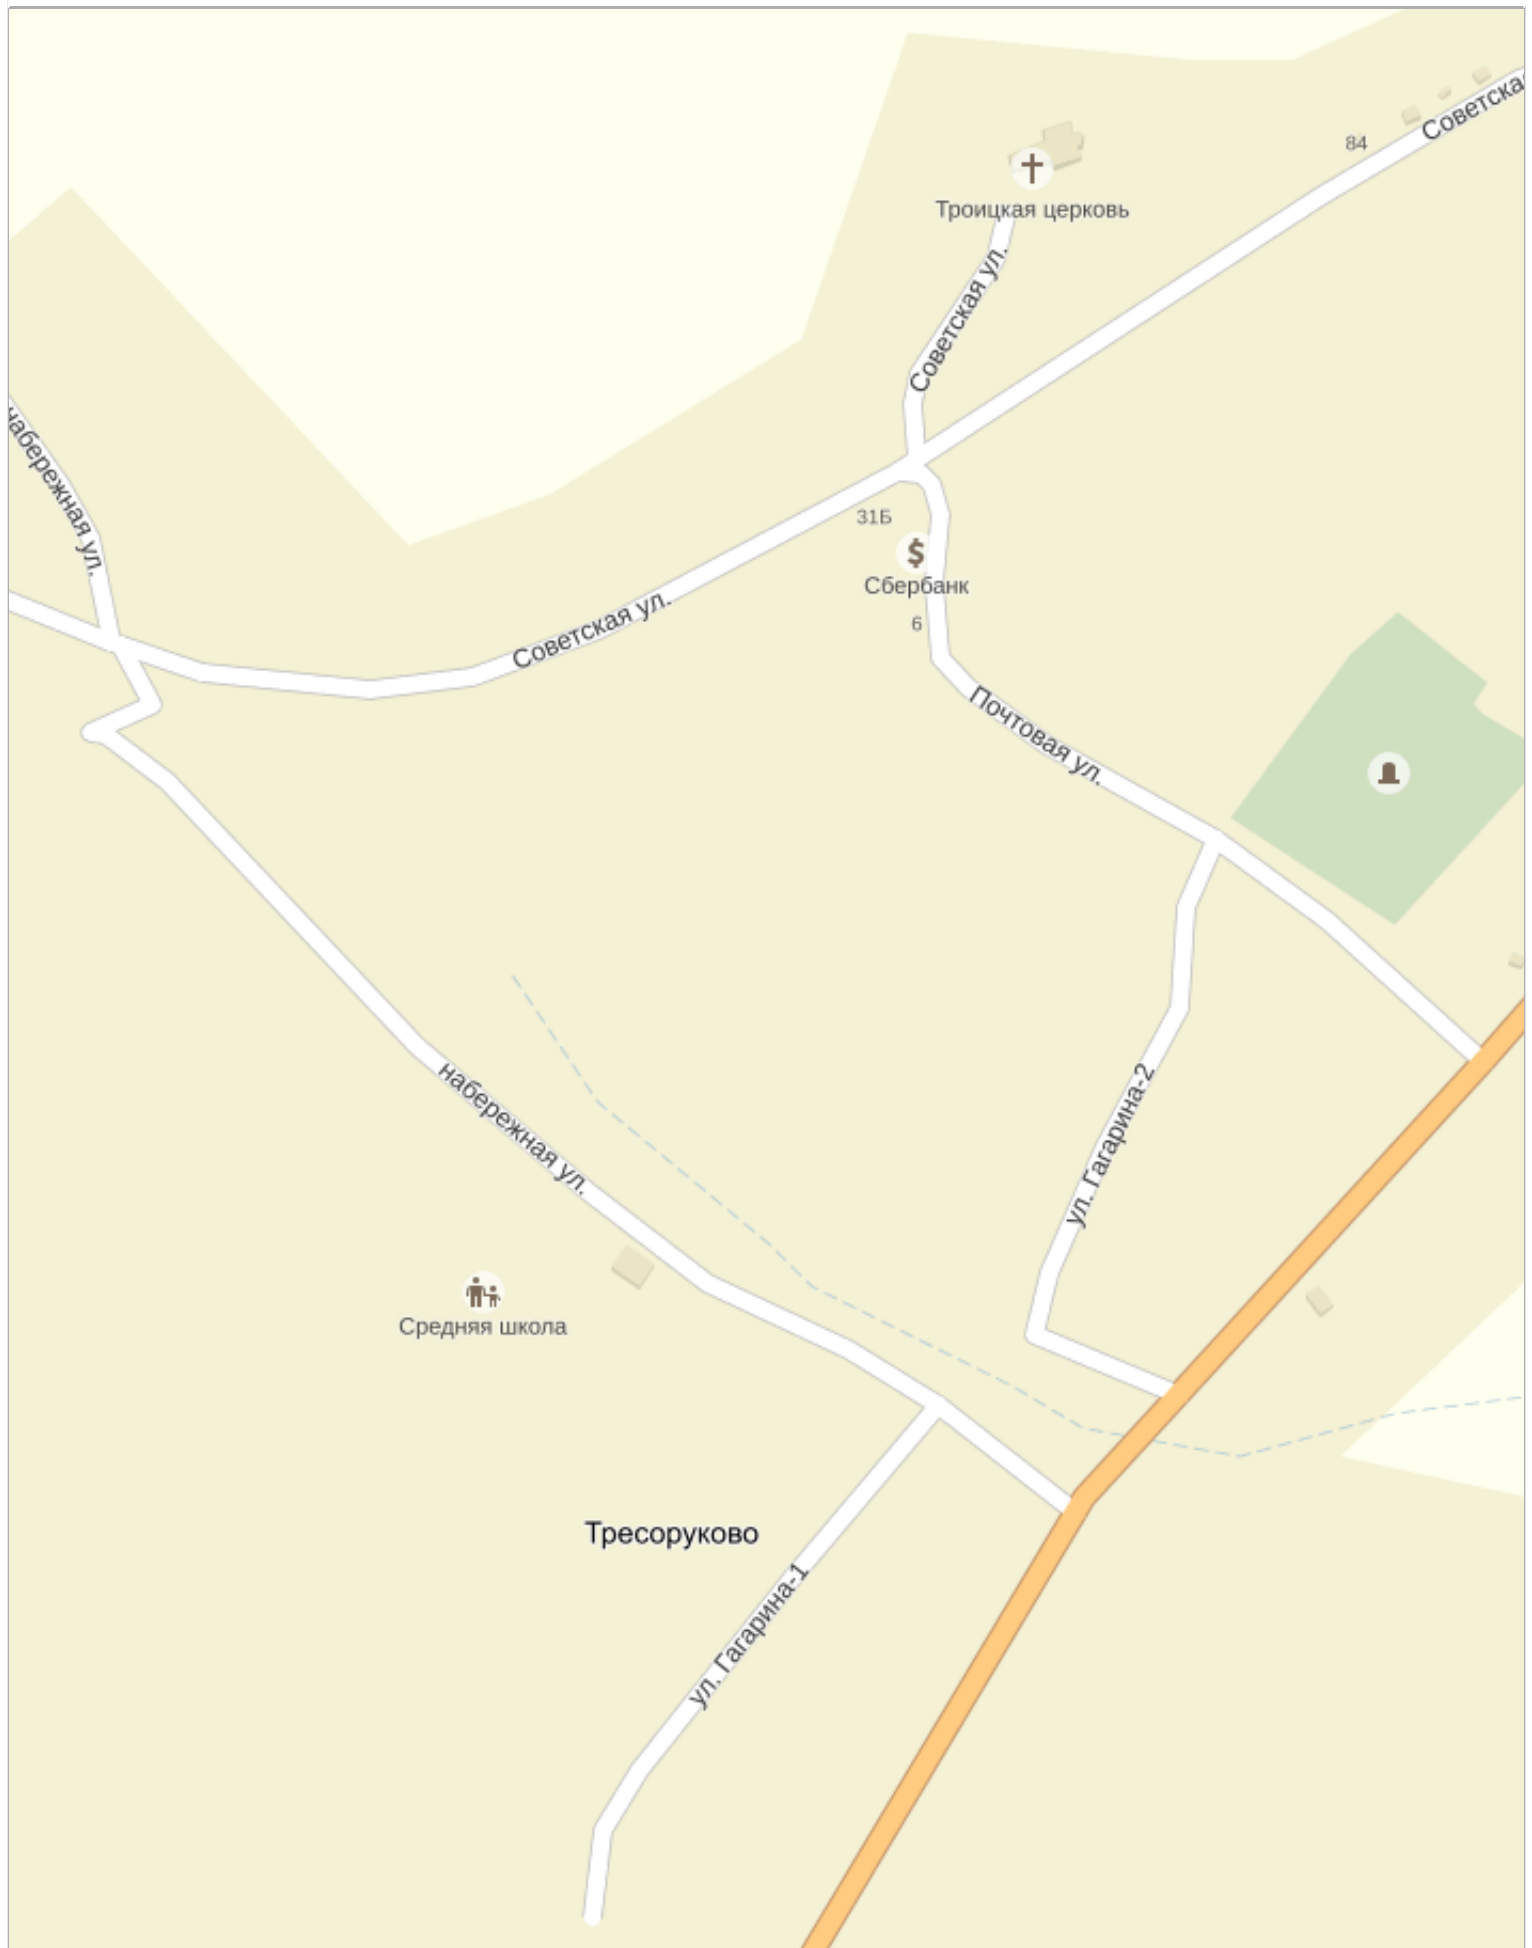 Советска
84
Троицкая церковь
Советская ул.
набережная ул.
31Б
Сбербанк
6
Советская ул.
Почтовая ул.
ул. Гагарина-2
набережная ул.
Средняя школа
Тресоруково
ул. Гагарина-1